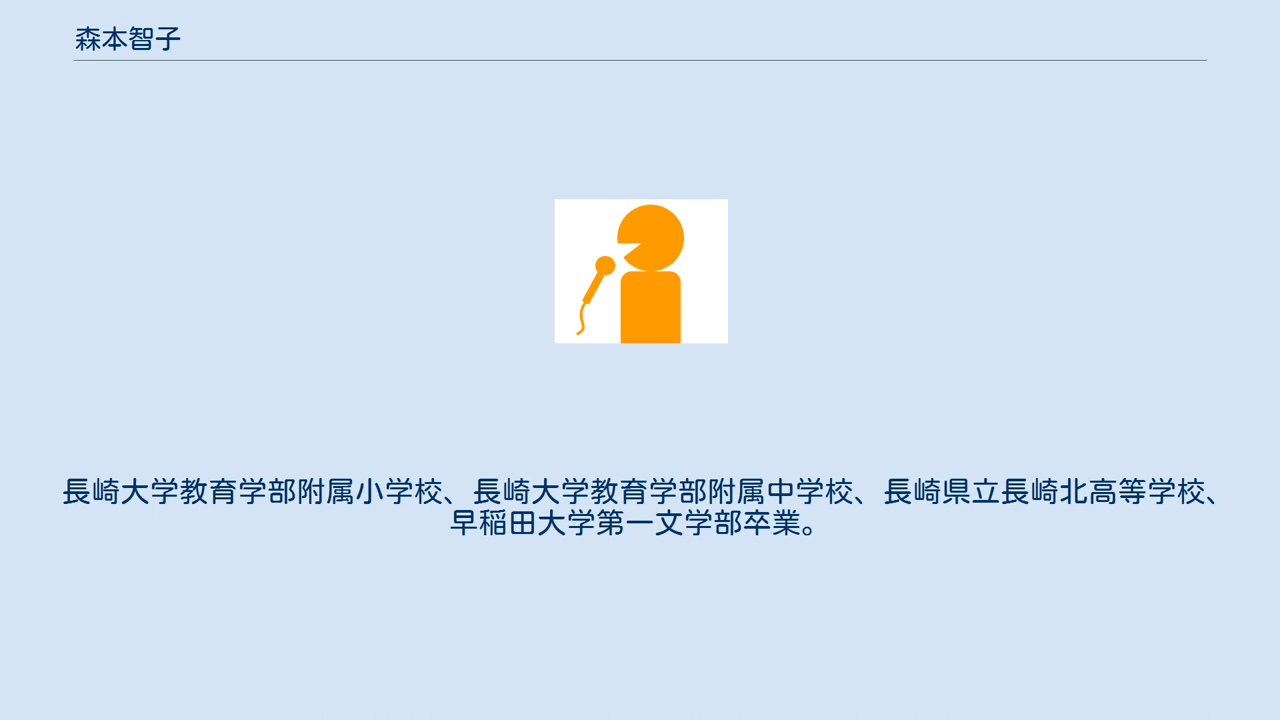 森本智子
長崎大学教育学部附属小学校、長崎大学教育学部附属中学校、長崎県立長崎北高等学校、
早稲田大学第一文学部卒業。